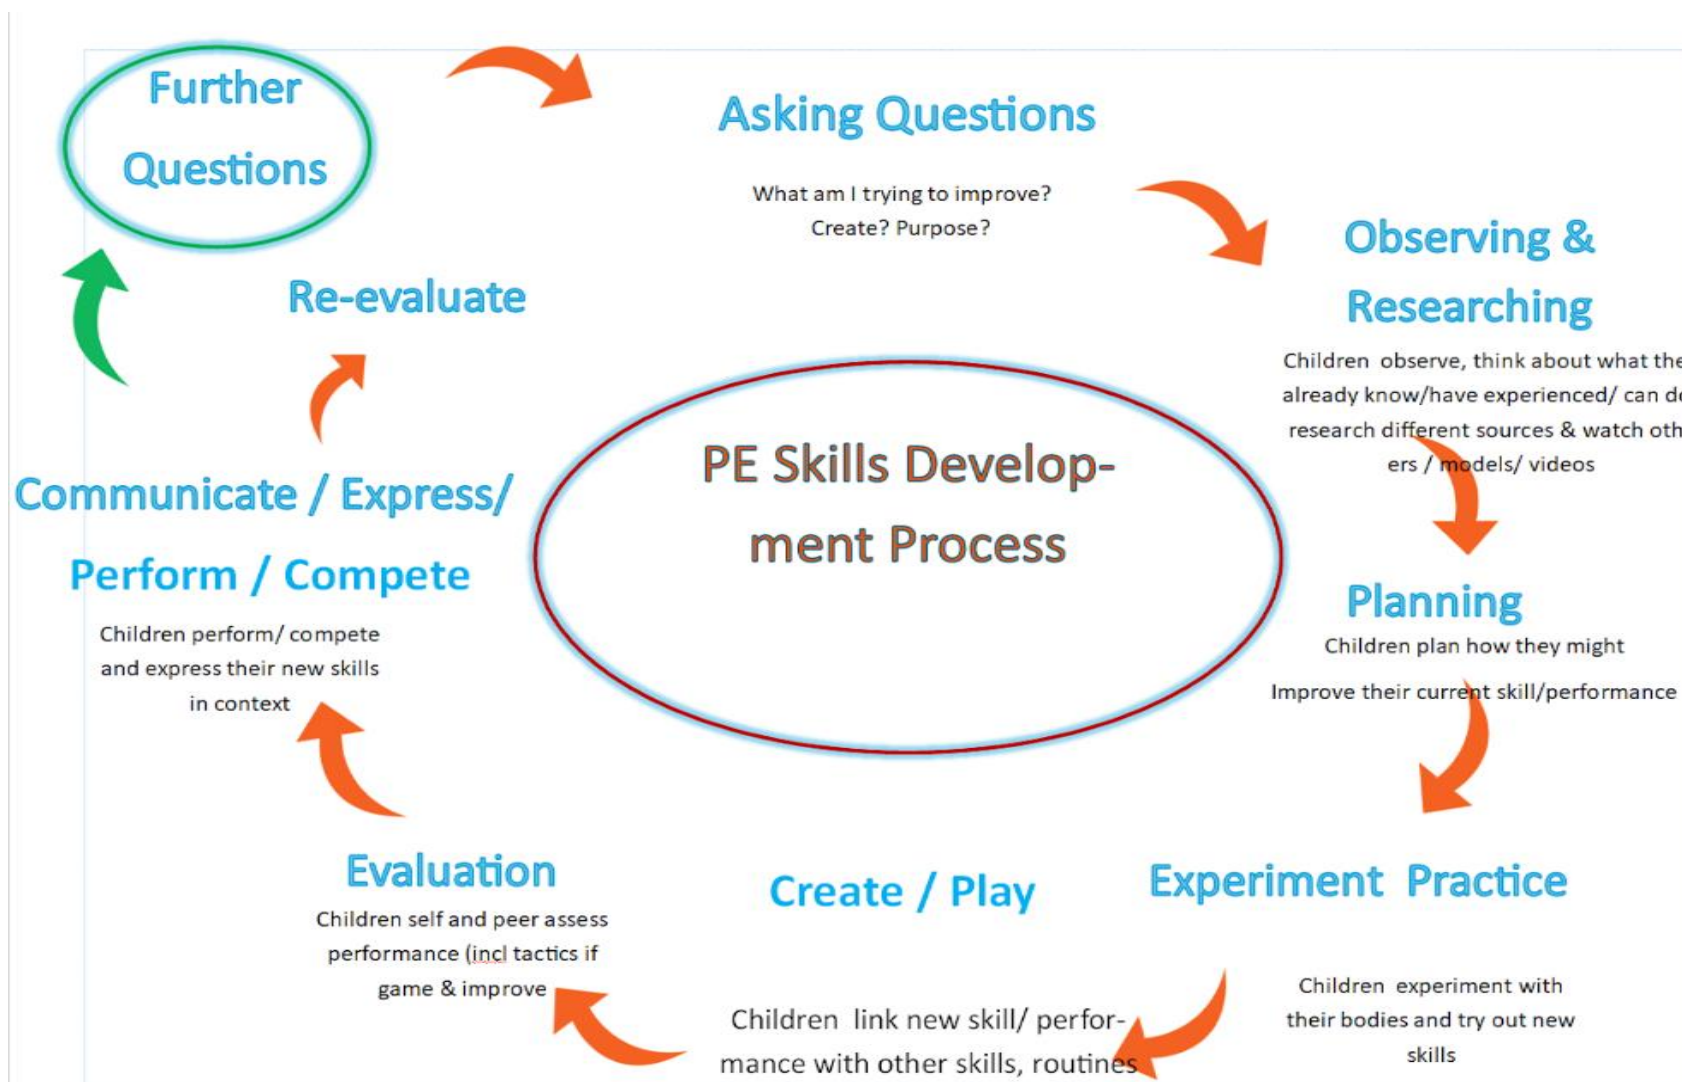 Further
Questions
Asking Questions
What am I trying to improve?
Create? Purpose?
Observing &
Researching
Children observe, think about what the
already know/have experienced/ can d
research different sources & watch oth
ers / models/ videos
Planning
Children plan how they might
Improve their current skill/performance
Experiment Practice
Children experiment with
their bodies and try out new
skills
Create / Play
Children link new skill/ perfor-
mance with other skills, routines
Evaluation
Children self and peer assess
performance (incl tactics if
game & improve
Communicate / Express/
Perform / Compete
Children perform/ compete
and express their new skills
in context
Re-evaluate
PE Skills Develop-
ment Process